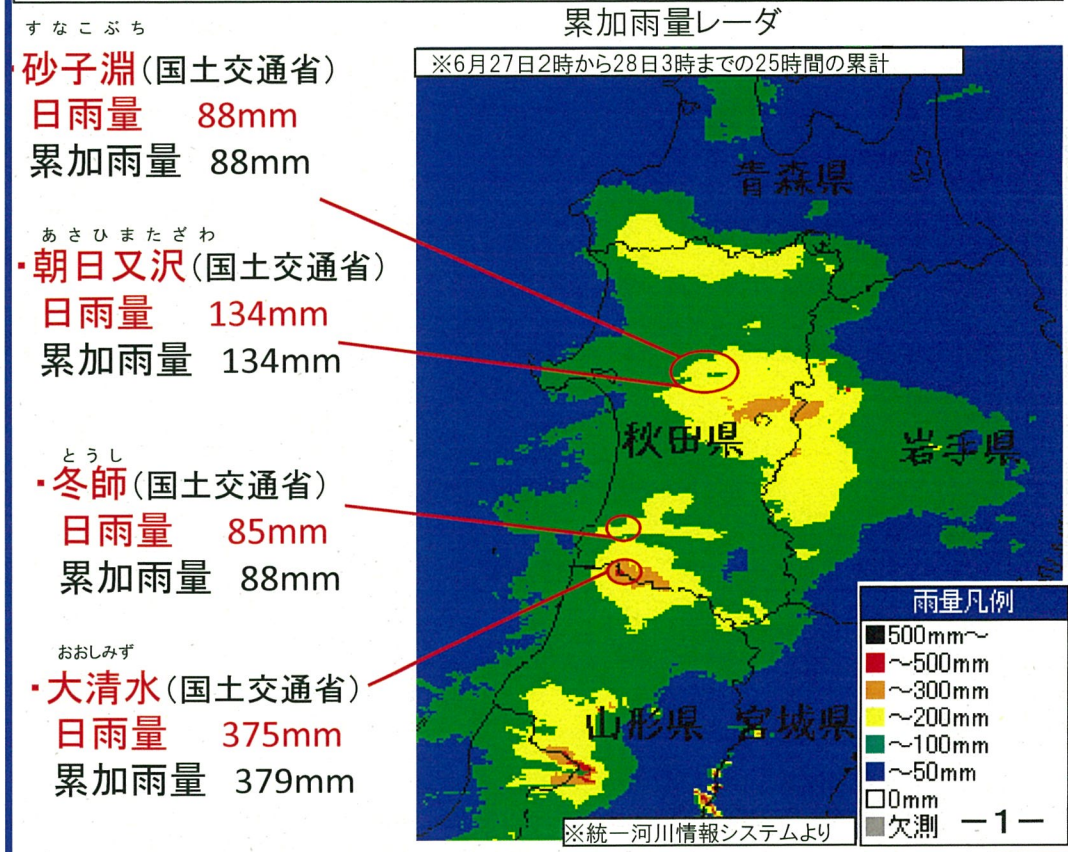 累加雨量レーダ
※6月27日2時から28日3時までの25時間の累計
すなこぶち
・砂子淵(国土交通省)
日雨量 88mm
累加雨量 88mm
あさひまたざわ
・朝日又沢(国土交通省)
日雨量 134mm
累加雨量 134mm
とうし
・冬師(国土交通省)
日雨量 85mm
累加雨量 88mm
おおしみず
・大清水(国土交通省)
日雨量 375mm
累加雨量 379mm
青森県
秋田県
岩手県
山形県
宮城県
雨量凡例
500mm～
～500mm
～300mm
～200mm
～100mm
～50mm
0mm
欠測
※統一河川情報システムより
－1－